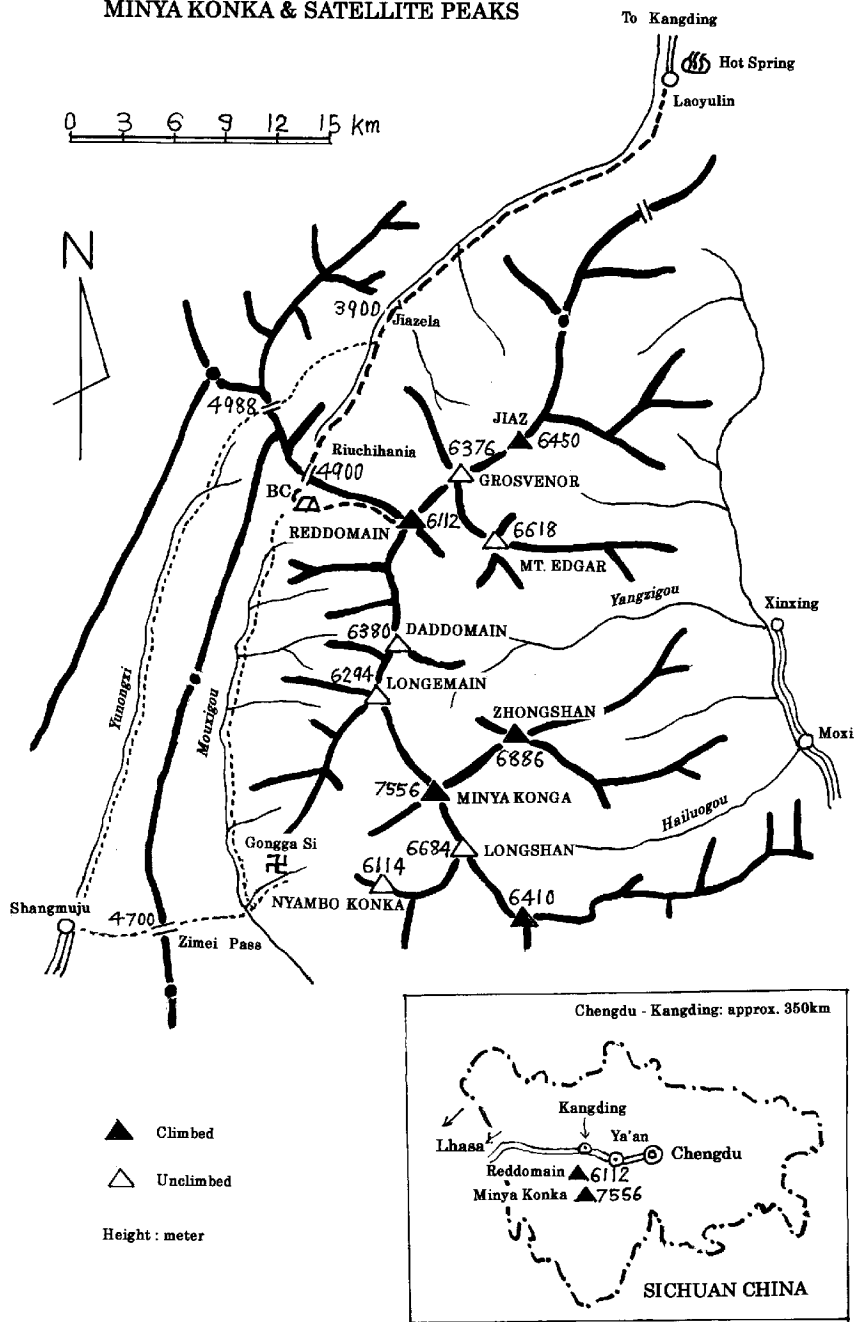 MINYA KONKA & SATELLITE PEAKS
To Kangding
Hot Spring
Laoyulin
0 3 6 9 12 15 Km
N
3900
Jiazela
4988
JIAZ
6450
6376
GROSVENOR
Riuchihania
4900
BC
REDDOMAIN
6112
6618
MT. EDGAR
Yangzigou
Xinxing
6380
DADDOMAIN
6294
LONGEMAIN
Yunongxi
Mouxigou
ZHONGSHAN
6886
Moxi
7556
MINYA KONGA
Hailuogou
Gongga Si
卍
6684
LONGSHAN
6114
NYAMBO KONKA
6410
Shangmuju
4700
Zimei Pass
Climbed
Unclimbed
Height : meter
Chengdu - Kangding: approx. 350km
Kangding
Ya'an
Lhasa
Chengdu
Reddomain
6112
Minya Konka
7556
SICHUAN CHINA